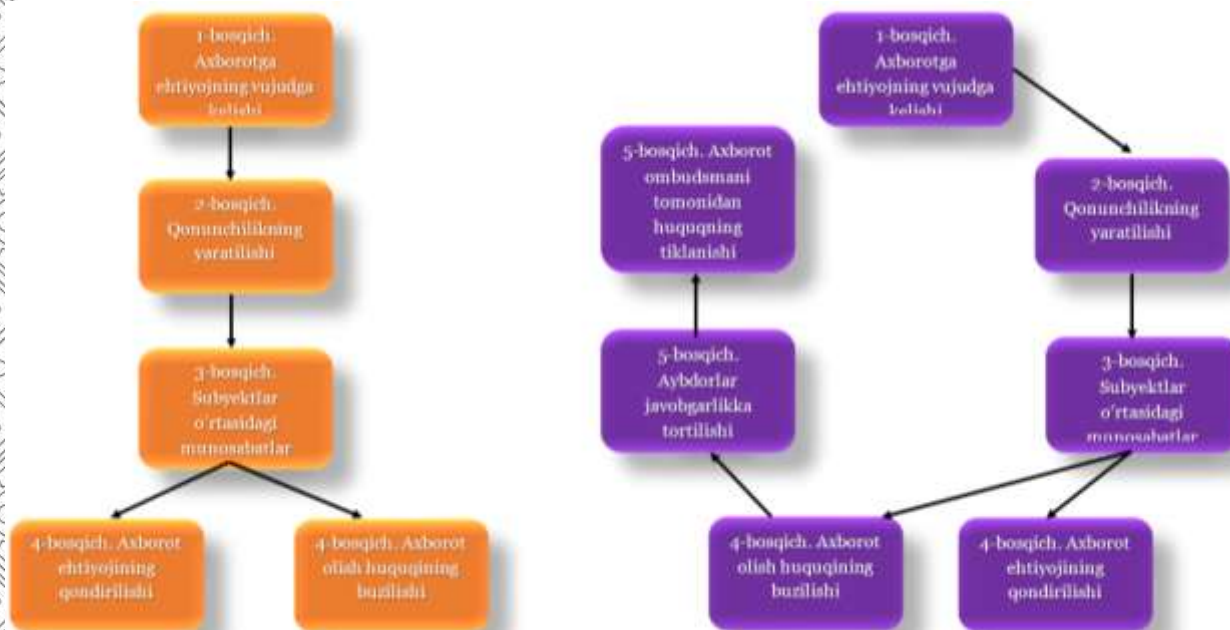 1-bosqich.
Axborotga
ehtiyojning vujudga
kelishi
2-bosqich.
Qonunchilikning
yaratilishi
3-bosqich.
Subyektlar
o'rtasidagi
munosabatlar
4-bosqich. Axborot
ehtiyojining
qondirilishi
4-bosqich. Axborot
olish huquqining
buzilishi
1-bosqich.
Axborotga
ehtiyojning vujudga
kelishi
2-bosqich.
Qonunchilikning
yaratilishi
3-bosqich.
Subyektlar
o'rtasidagi
munosabatlar
4-bosqich. Axborot
ehtiyojining
qondirilishi
4-bosqich. Axborot
olish huquqining
buzilishi
5-bosqich.
Aybdorlar
javobgarlikka
tortilishi
5-bosqich. Axborot
ombudsmani
tomonidan
huquqning
tiklanishi